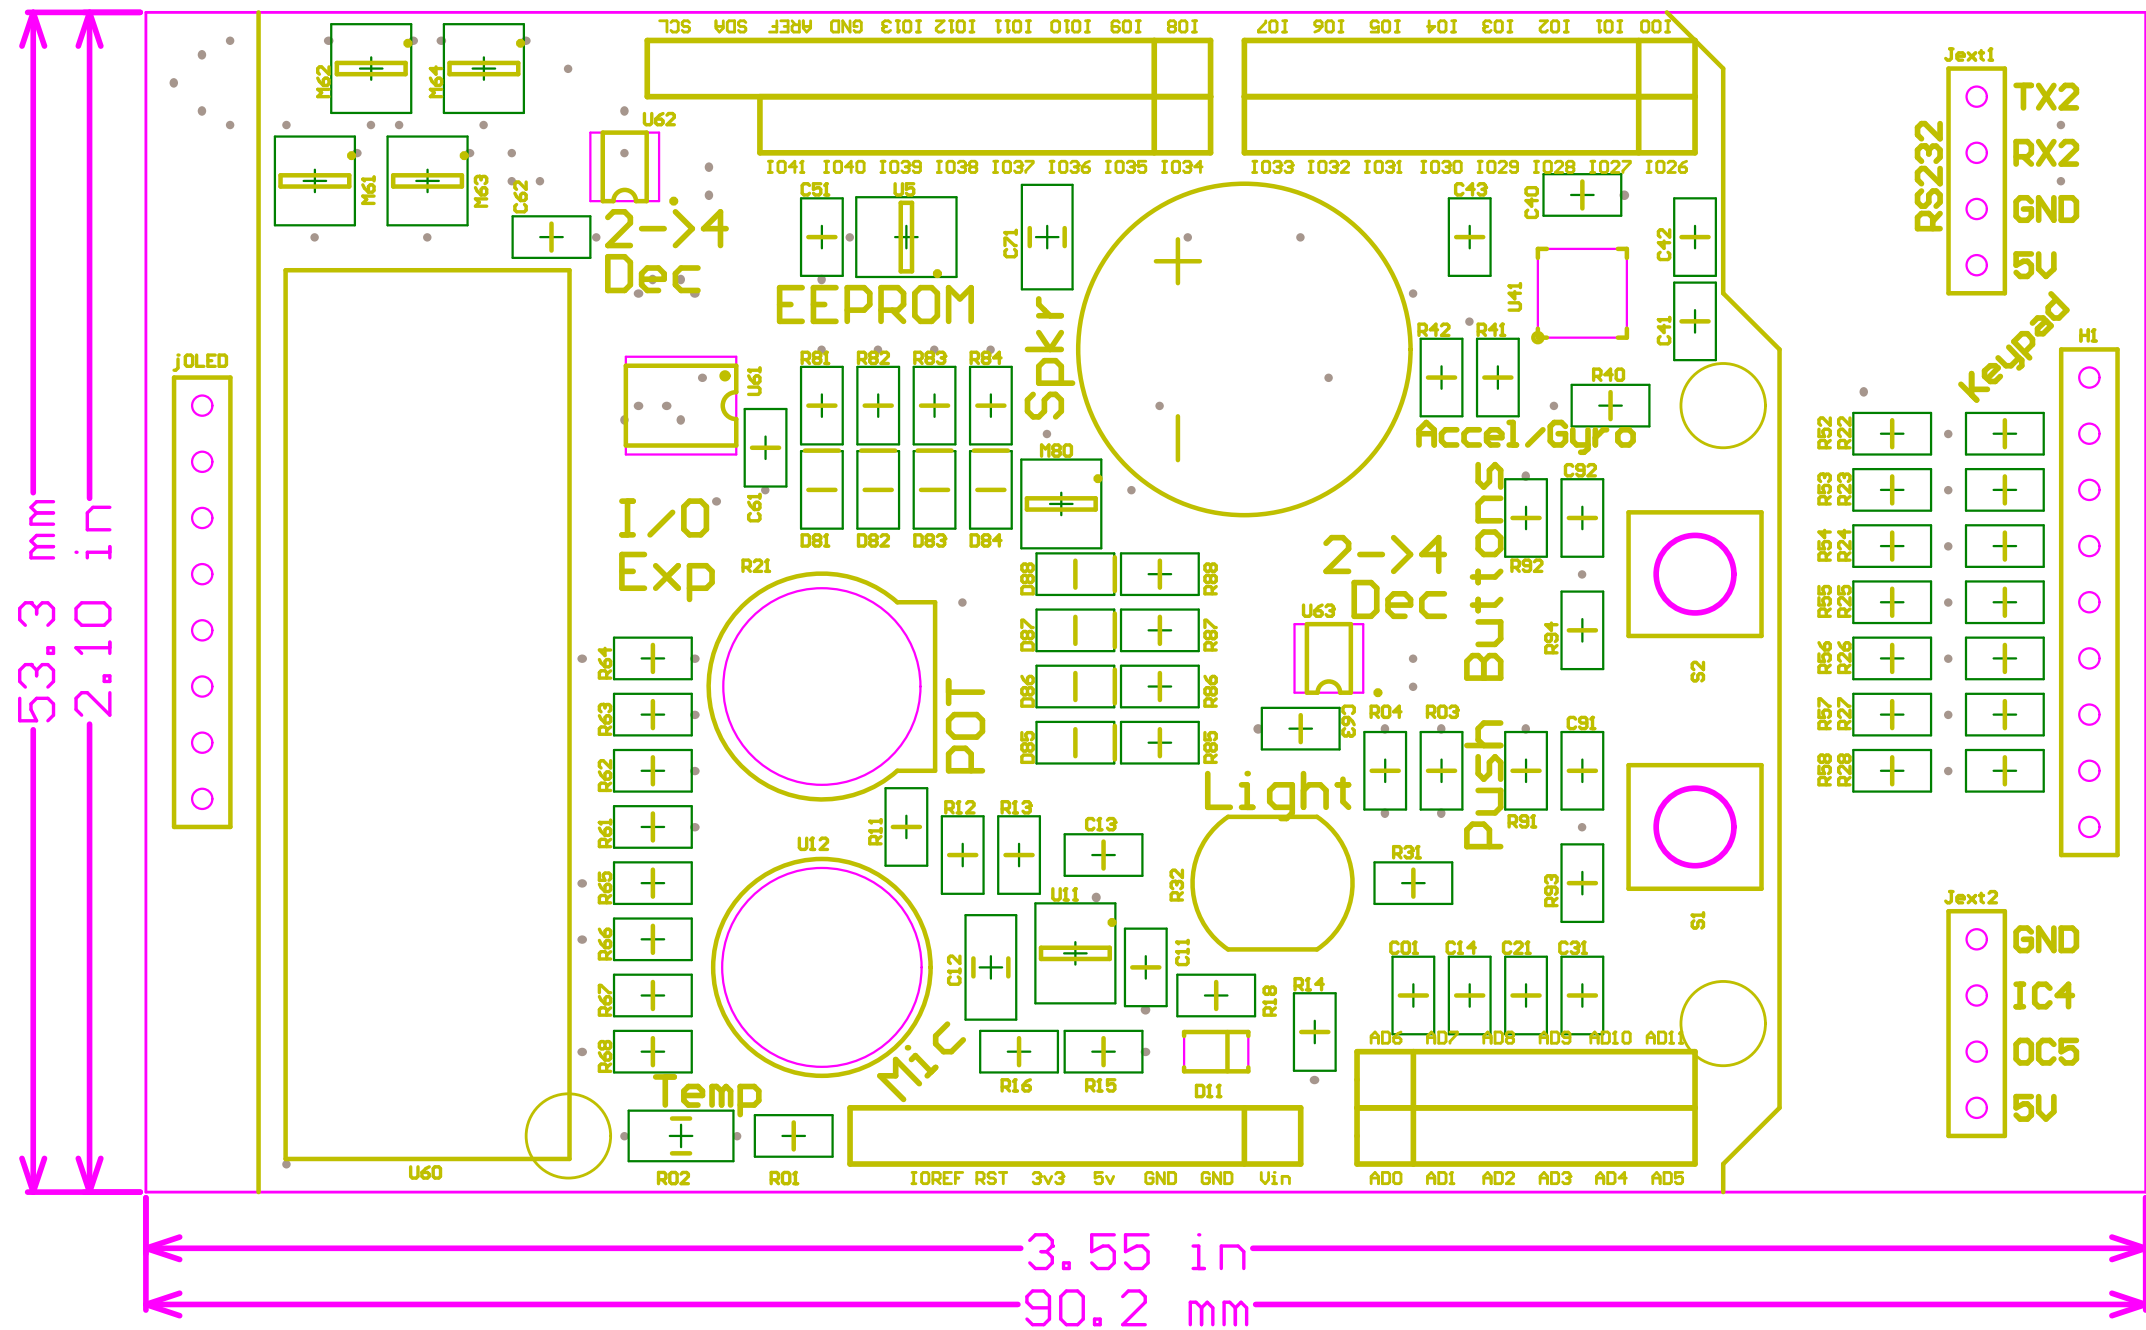 SCL SDA AREF GND IO13 IO12 IO11 IO10 IO9 IO8 IO7 IO6 IO5 IO4 IO3 IO2 IO1 IO0
Jext1
M62
M64
TX2
U62
RX2
RS232
IO41 IO40 IO39 IO38 IO37 IO36 IO35 IO34 IO33 IO32 IO31 IO30 IO29 IO28 IO27 IO26
M61
M63
C62
C51
U5
C43
C40
GND
2->4
Dec
C71
C42
5V
EEPROM
U41
Spkr
C41
Keypad
H1
jOLED
R81 R82 R83 R84
R42 R41
U61
R40
Accel/Gyro
M80
R52 R22
C92
R53 R23
C61
I/O
Exp
D81 D82 D83 D84
R54 R24
2->4
Dec
R21
D88 R88
R92
Push Buttons
R55 R25
U63
D87 R87
R94
R56 R26
S2
R64
D86 R86
R57 R27
R63
POT
C93
R04 R03
C91
D85 R85
R58 R28
R62
Light
R12 R13
R11
C13
R91
R61
U12
R31
R32
R65
U11
R93
Jext2
S1
GND
R66
C12
C11
C01 C14 C21 C31
R67
R18
R14
IC4
Mic
AD6 AD7 AD8 AD9 AD10 AD11
R68
OC5
R16 R15
D11
Temp
5V
U60
R02
R01
IOREF RST 3v3 5v GND GND Vin AD0 AD1 AD2 AD3 AD4 AD5
53.3 mm
2.10 in
3.55 in
90.2 mm